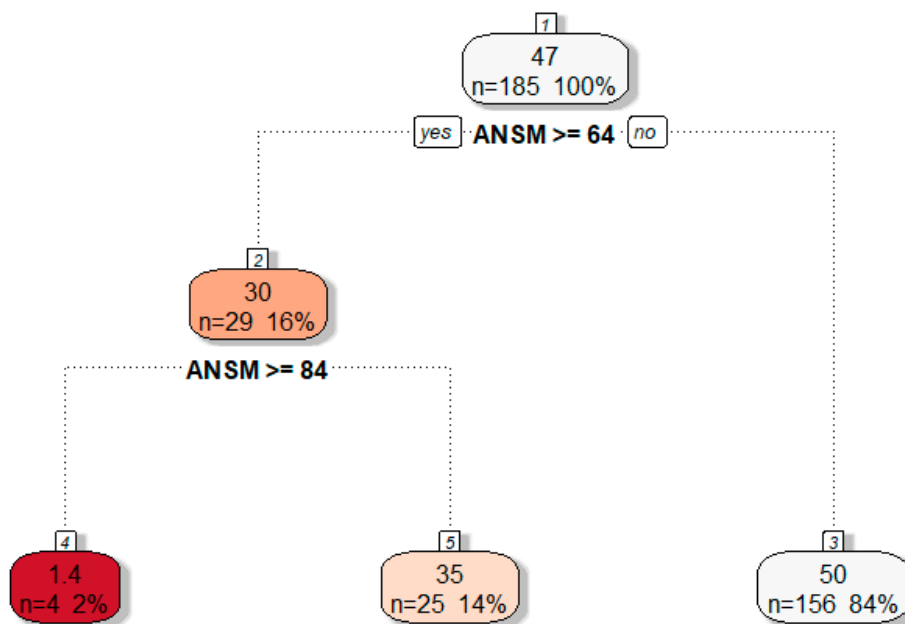 1
47
n=185 100%
yes ANSM >= 64 no
2
30
n=29 16%
ANSM >= 84
4
1.4
n=4 2%
5
35
n=25 14%
3
50
n=156 84%